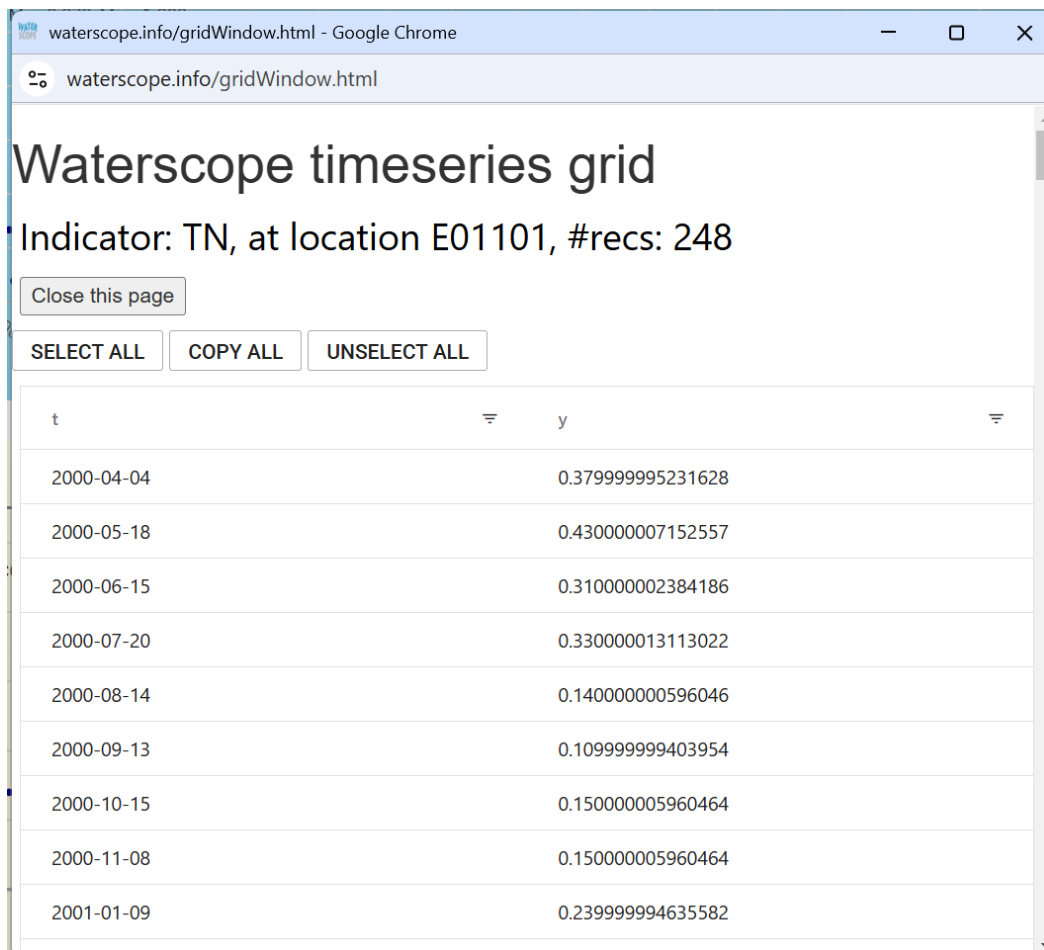 WATER
SCOPE
waterscope.info/gridWindow.html - Google Chrome
waterscope.info/gridWindow.html
Waterscope timeseries grid
Indicator: TN, at location E01101, #recs: 248
Close this page
SELECT ALL COPY ALL UNSELECT ALL
t y
2000-04-04 0.379999995231628
2000-05-18 0.430000007152557
2000-06-15 0.310000002384186
2000-07-20 0.330000013113022
2000-08-14 0.140000000596046
2000-09-13 0.109999999403954
2000-10-15 0.150000005960464
2000-11-08 0.150000005960464
2001-01-09 0.239999994635582